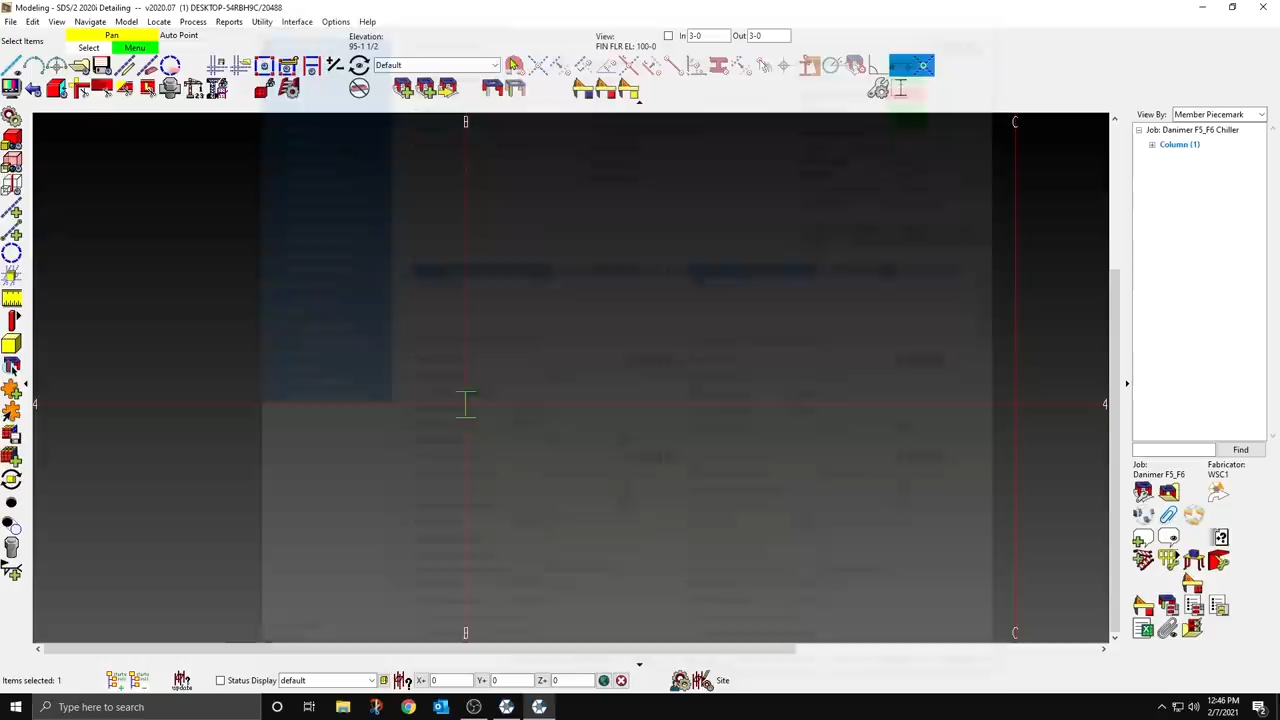 Modeling - SDS/2 2020i Detailing -- v2020.07 (1) DESKTOP-54RBH9C/20488
File Edit View Navigate Model Locate Process Reports Utility Interface Options Help
Select Items
Pan
Auto Point
Select Menu
Elevation:
95-1 1/2
View:
FIN FLR EL: 100-0
In 3-0 Out 3-0
Default
View By: Member Piecemark
Job: Danimer F5_F6 Chiller
Column (1)
B
C
4
4
B
C
Find
Job:
Danimer F5_F6
Fabricator:
WSC1
Items selected: 1
update
Status Display
default
X+ 0 Y+ 0 Z+ 0
Site
Type here to search
12:46 PM
2/7/2021
2